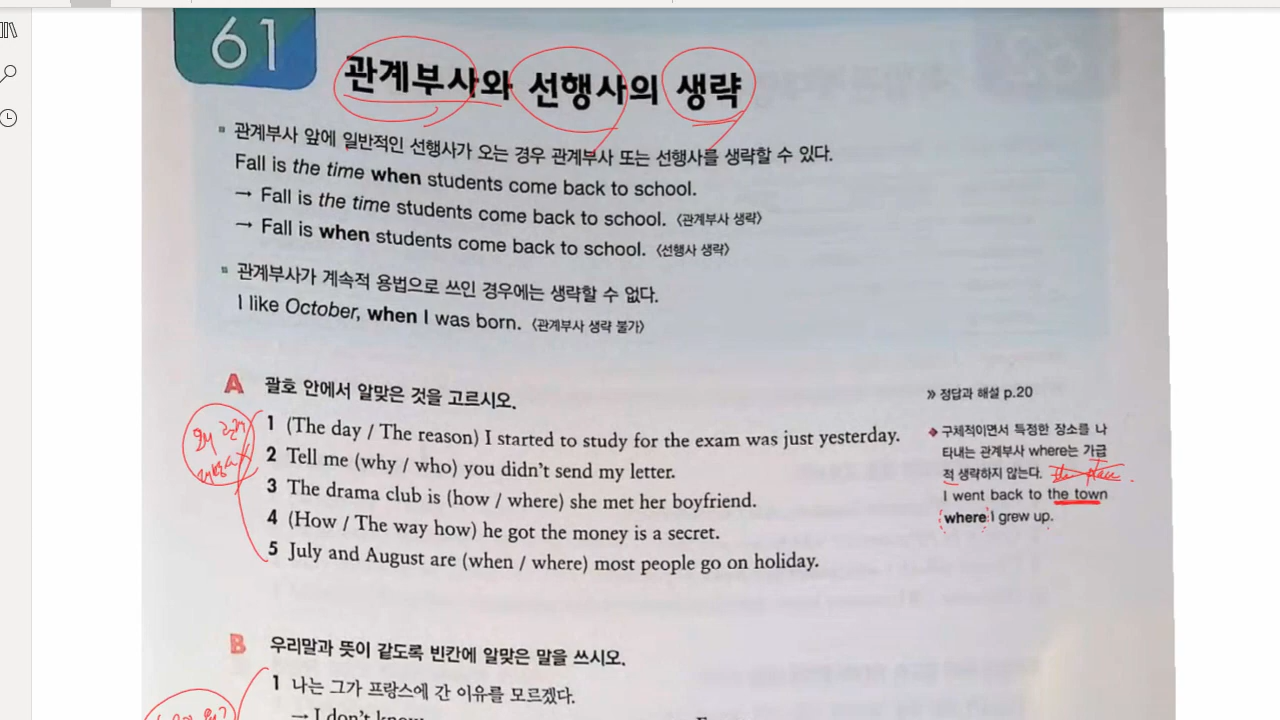 61
관계부사와 선행사의 생략
관계부사 앞에 일반적인 선행사가 오는 경우 관계부사 또는 선행사를 생략할 수 있다.
Fall is the time when students come back to school.
→ Fall is the time students come back to school. 〈관계부사 생략〉
→ Fall is when students come back to school. 〈선행사 생략〉
관계부사가 계속적 용법으로 쓰인 경우에는 생략할 수 없다.
I like October, when I was born. 〈관계부사 생략 불가〉
A 괄호 안에서 알맞은 것을 고르시오.
1 (The day / The reason) I started to study for the exam was just yesterday.
2 Tell me (why / who) you didn't send my letter.
3 The drama club is (how / where) she met her boyfriend.
4 (How / The way how) he got the money is a secret.
5 July and August are (when / where) most people go on holiday.
» 정답과 해설 p.20
구체적이면서 특정한 장소를 나
타내는 관계부사 where는 가급
적 생략하지 않는다. the place
I went back to the town
where I grew up.
B 우리말과 뜻이 같도록 빈칸에 알맞은 말을 쓰시오.
1 나는 그가 프랑스에 간 이유를 모르겠다.
→ I don't know